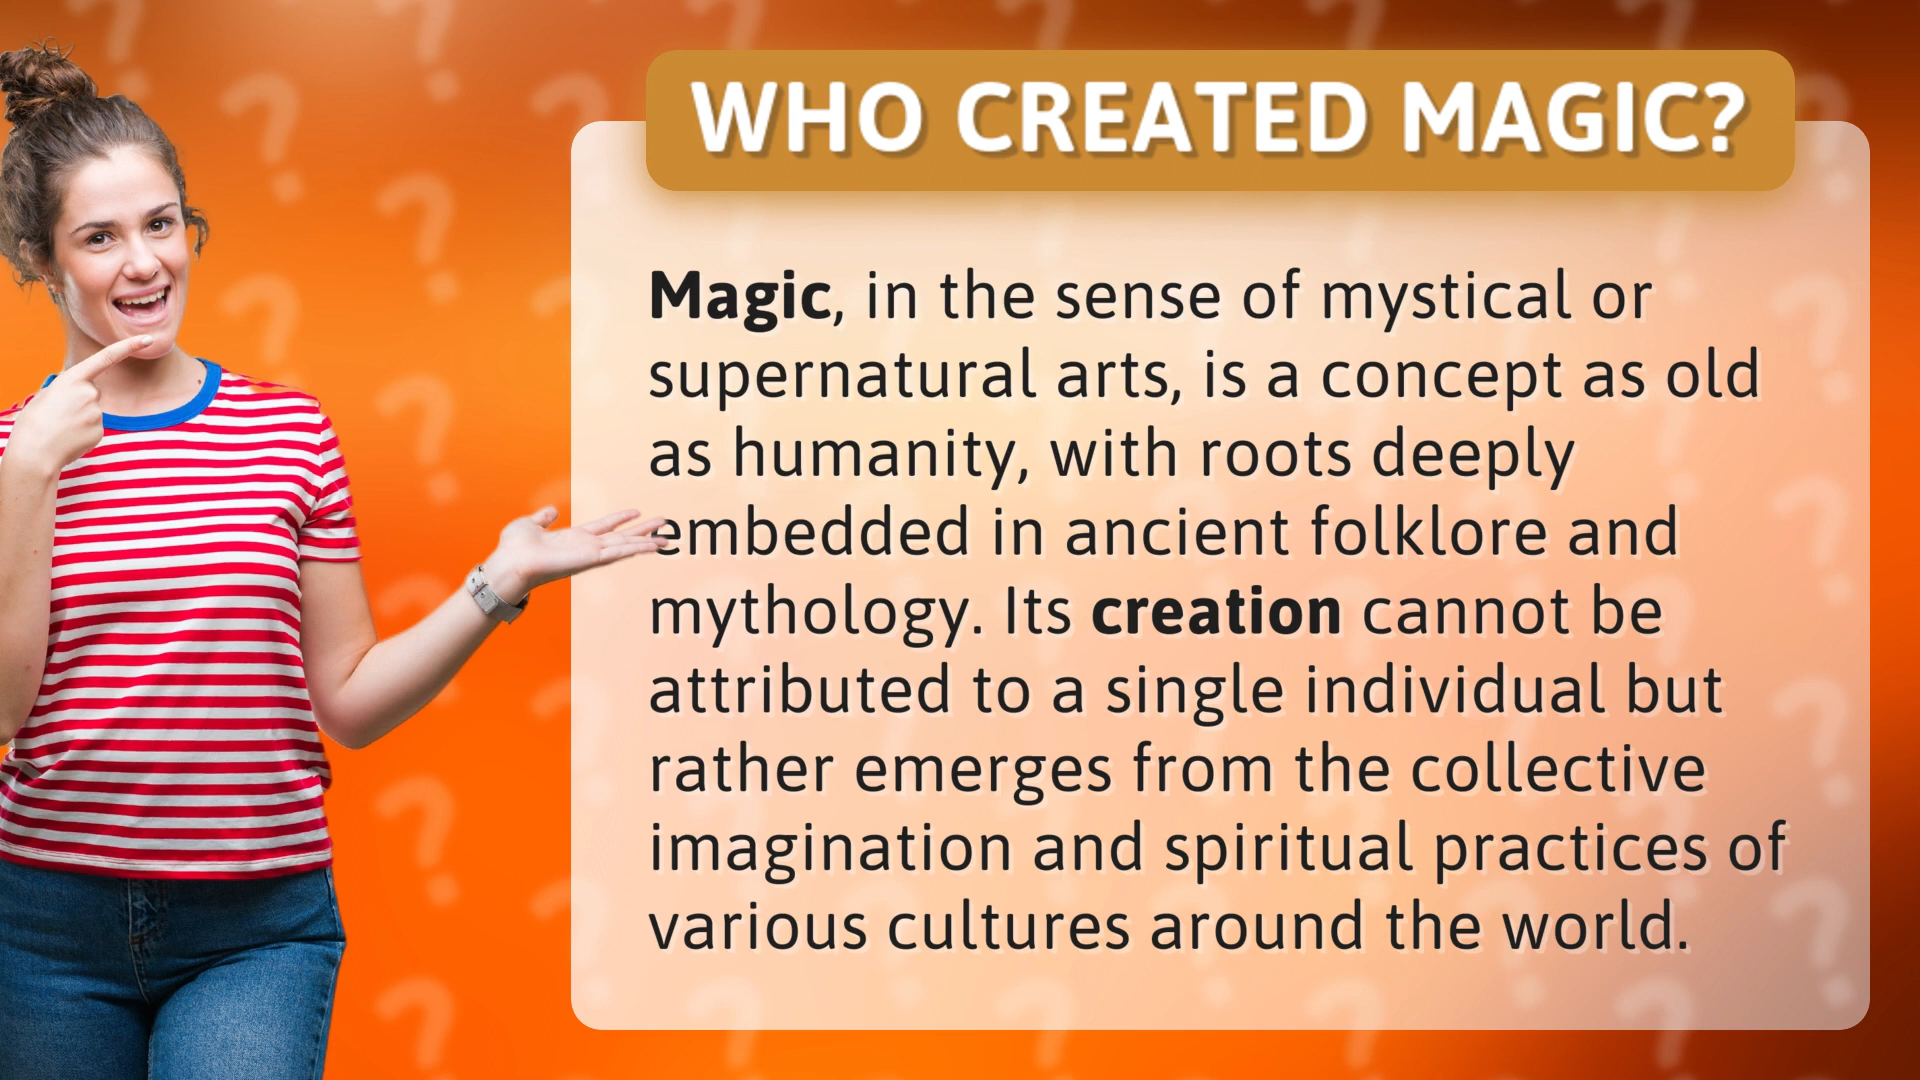 WHO CREATED MAGIC?
Magic, in the sense of mystical or
supernatural arts, is a concept as old
as humanity, with roots deeply
embedded in ancient folklore and
mythology. Its creation cannot be
attributed to a single individual but
rather emerges from the collective
imagination and spiritual practices of
various cultures around the world.